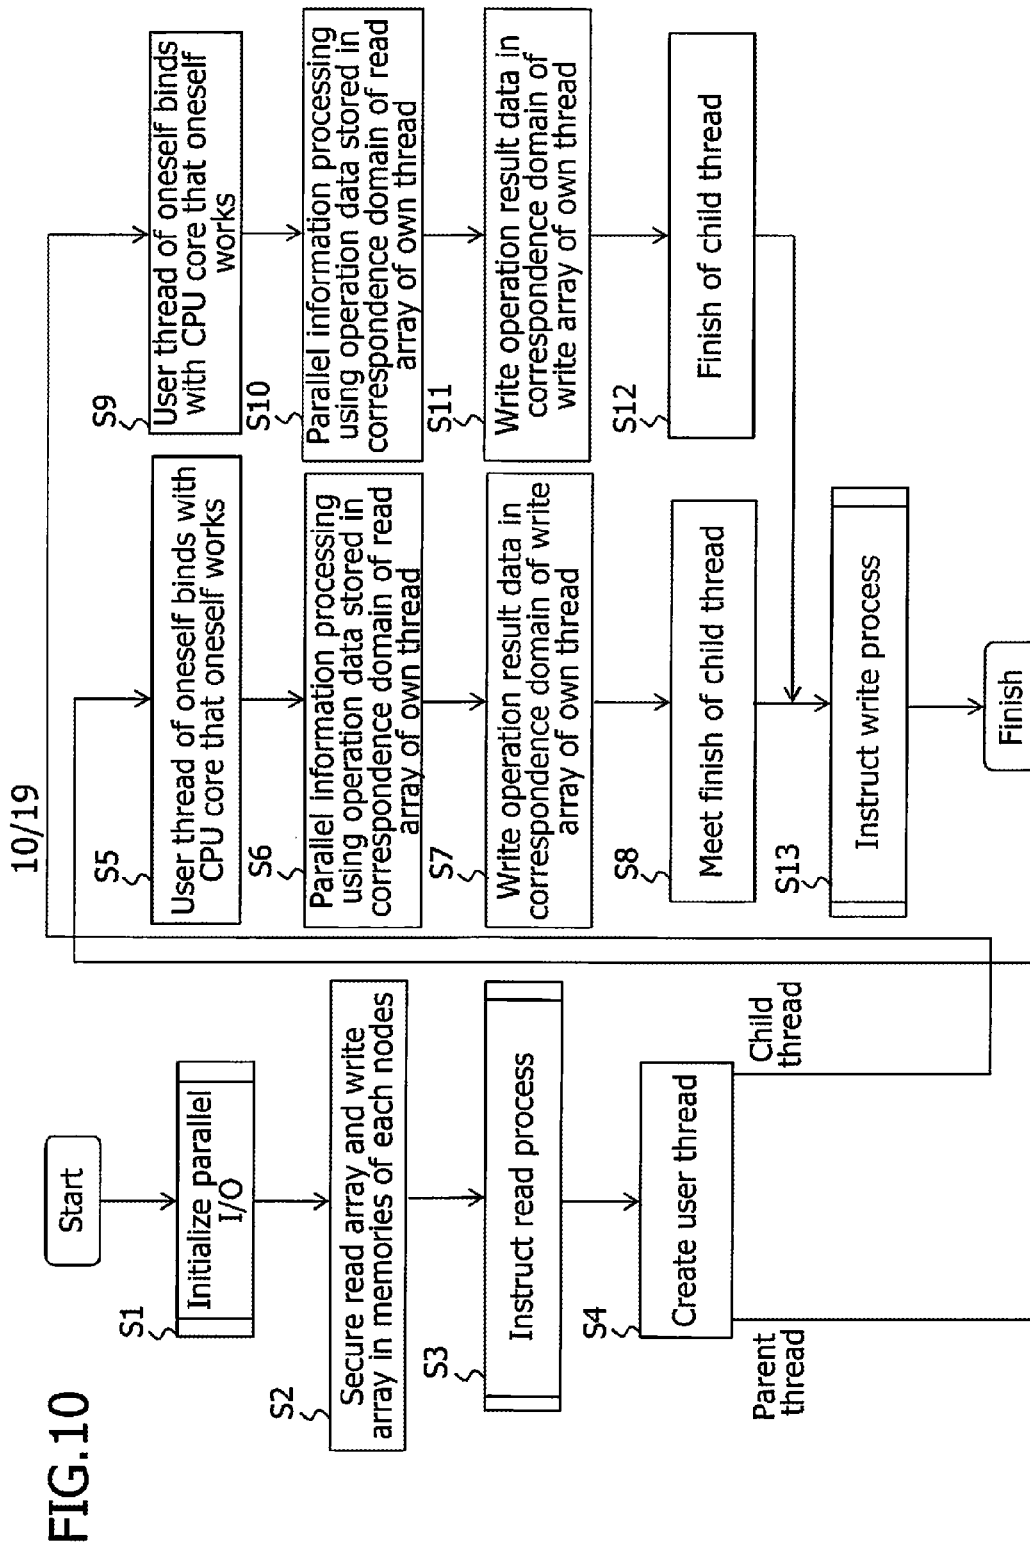 10/19
FIG.10
Start
S1
Initialize parallel
I/O
S2
Secure read array and write
array in memories of each nodes
S3
Instruct read process
S4
Create user thread
Parent
thread
Child
thread
S5
User thread of oneself binds with
CPU core that oneself works
S6
Parallel information processing
using operation data stored in
correspondence domain of read
array of own thread
S7
Write operation result data in
correspondence domain of write
array of own thread
S8
Meet finish of child thread
S9
User thread of oneself binds
with CPU core that oneself
works
S10
Parallel information processing
using operation data stored in
correspondence domain of read
array of own thread
S11
Write operation result data in
correspondence domain of
write array of own thread
S12
Finish of child thread
S13
Instruct write process
Finish